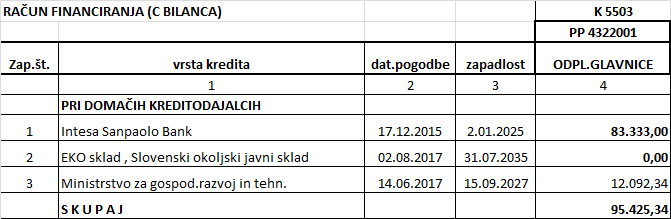 RAČUN FINANCIRANJA (C BILANCA) K 5503
PP 4322001
Zap.št. vrsta kredita dat.pogodbe zapadlost ODPL.GLAVNICE
1 2 3 4
PRI DOMAČIH KREDITODAJALCIH
1 Intesa Sanpaolo Bank 17.12.2015 2.01.2025 83.333,00
2 EKO sklad , Slovenski okoljski javni sklad 02.08.2017 31.07.2035 0,00
3 Ministrstvo za gospod.razvoj in tehn. 14.06.2017 15.09.2027 12.092,34
S K U P A J 95.425,34